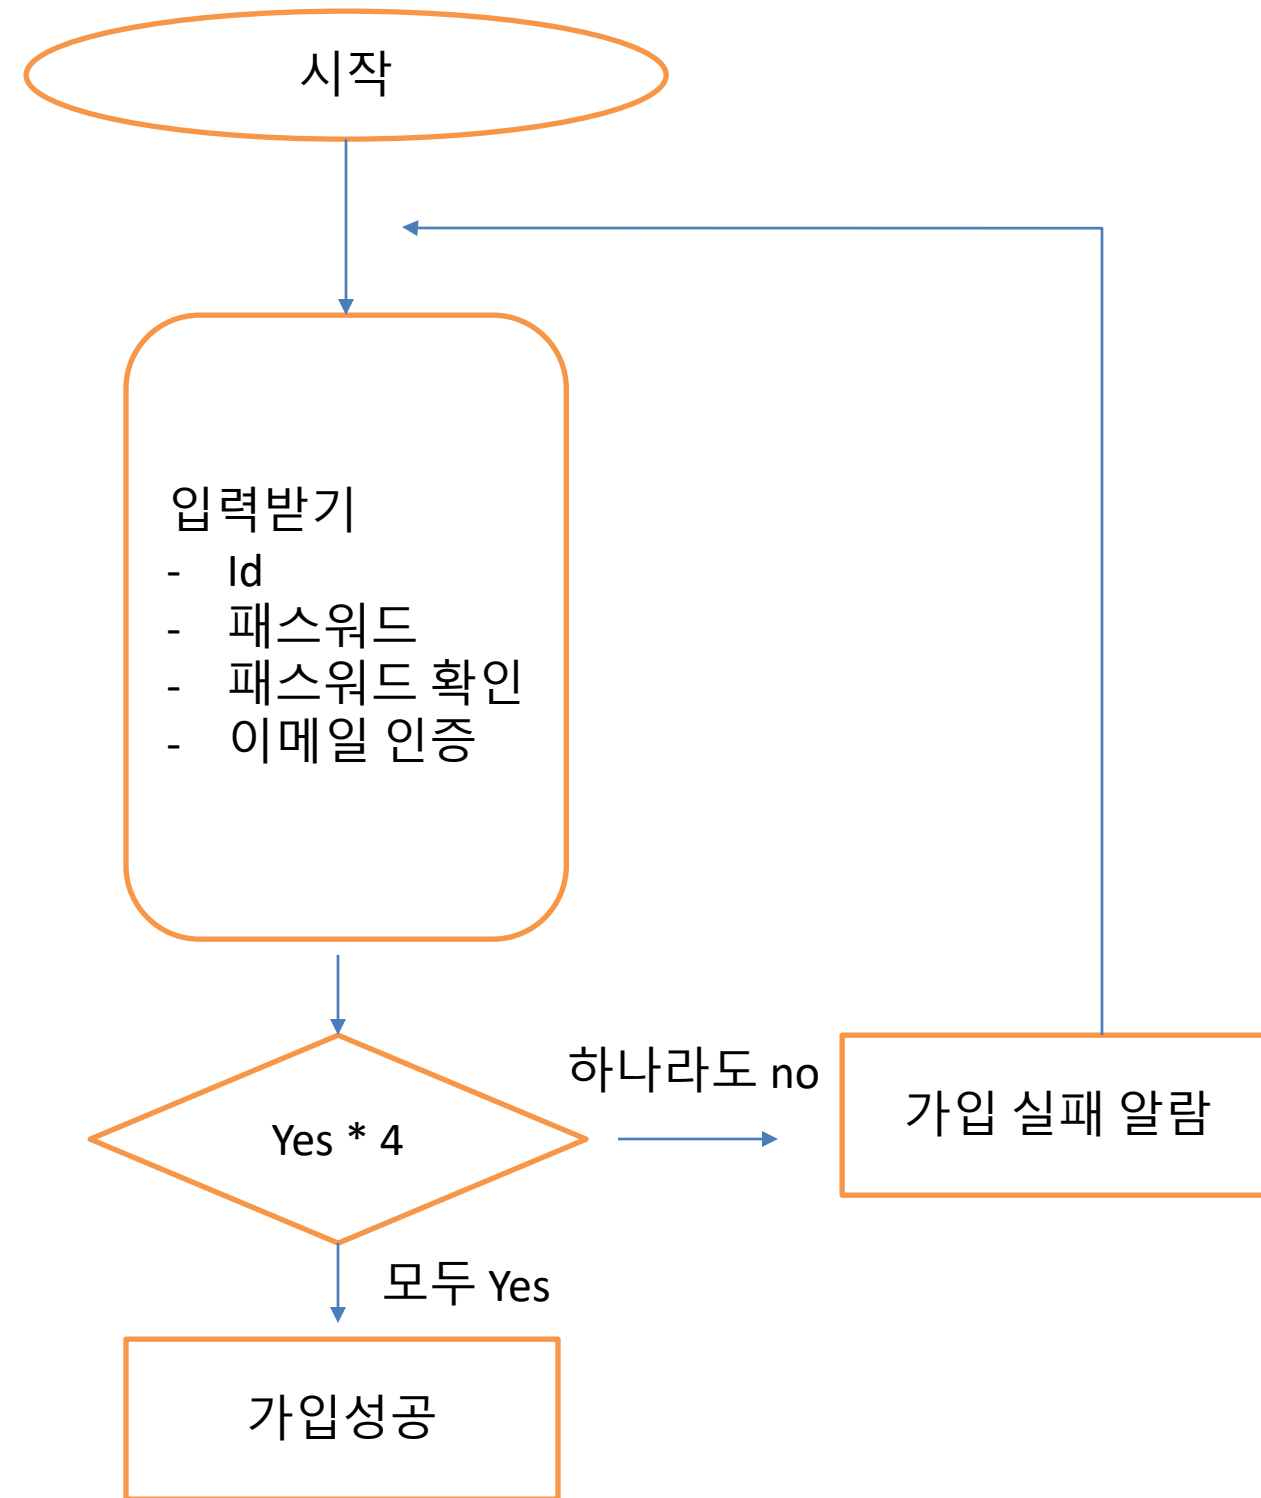 시작
입력받기
- Id
- 패스워드
- 패스워드 확인
- 이메일 인증
하나라도 no
Yes * 4
가입 실패 알람
모두 Yes
가입성공